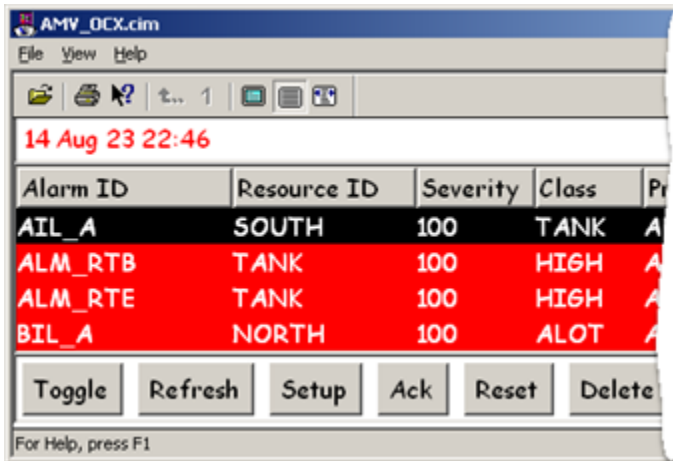 AMV_OCX.cim
File View Help
1
14 Aug 23 22:46
Alarm ID Resource ID Severity Class Pr
AIL_A SOUTH 100 TANK A
ALM_RTB TANK 100 HIGH A
ALM_RTE TANK 100 HIGH A
BIL_A NORTH 100 ALOT A
Toggle Refresh Setup Ack Reset Delete
For Help, press F1